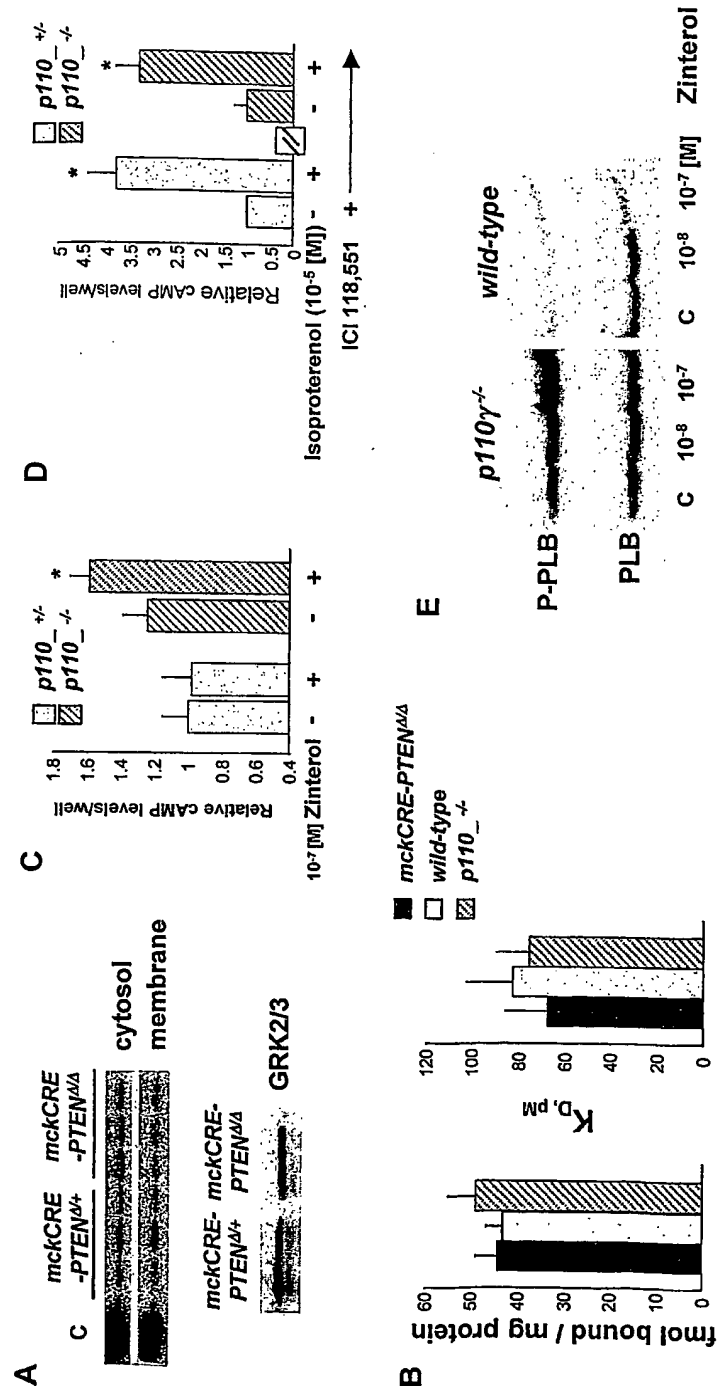 A
mckCRE
-PTEN^Δ/+
mckCRE
-PTEN^Δ/Δ
C
cytosol
membrane
mckCRE-
PTEN^Δ/+
mckCRE-
PTEN^Δ/Δ
GRK2/3
B
fmol bound / mg protein
60
50
40
30
20
10
0
K_D, pM
120
100
80
60
40
20
0
mckCRE-PTEN^Δ/Δ
wild-type
p110_-/-
C
p110_+/-
p110_-/-
Relative cAMP levels/well
1.8
1.6
1.4
1.2
1
0.8
0.6
0.4
*
10^-7 [M] Zinterol - + - +
D
p110_+/-
p110_-/-
Relative cAMP levels/well
5
4.5
4
3.5
3
2.5
2
1.5
1
0.5
0
* *
- + - +
Isoproterenol (10^-5 [M])
ICI 118,551 +
E
p110γ^-/- wild-type
P-PLB
PLB
C 10^-8 10^-7 C 10^-8 10^-7 [M] Zinterol